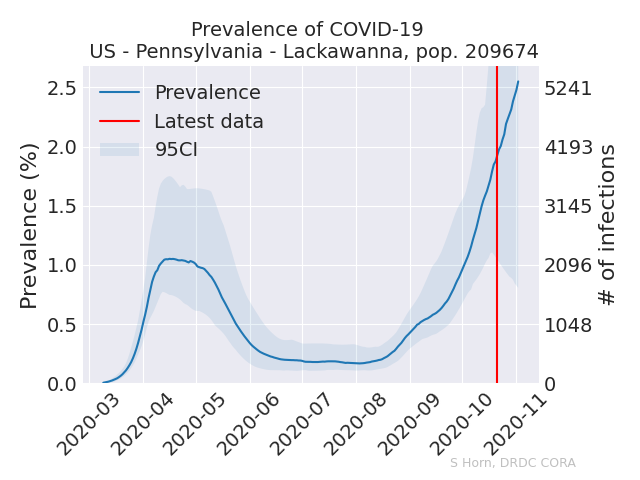 Prevalence of COVID-19
US - Pennsylvania - Lackawanna, pop. 209674
Prevalence
Latest data
95CI
Prevalence (%)
2.5
2.0
1.5
1.0
0.5
0.0
5241
4193
3145
2096
1048
0
# of infections
2020-03
2020-04
2020-05
2020-06
2020-07
2020-08
2020-09
2020-10
2020-11
S Horn, DRDC CORA